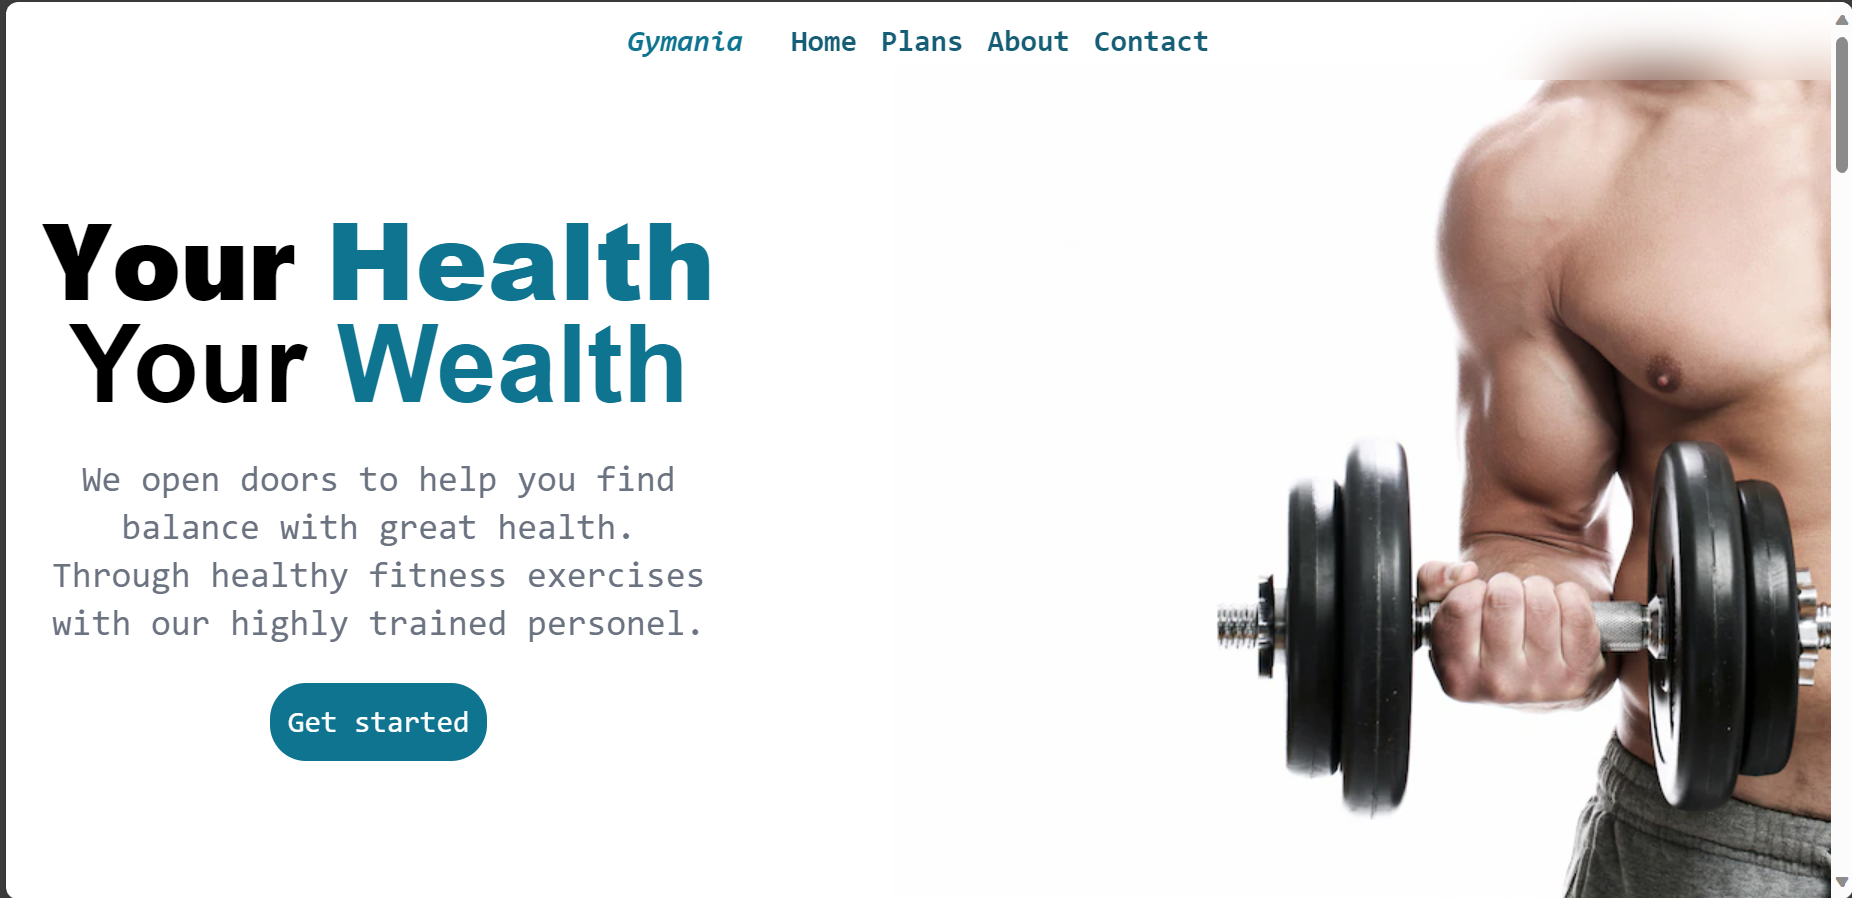 Gymania Home Plans About Contact
Your Health
Your Wealth
We open doors to help you find
balance with great health.
Through healthy fitness exercises
with our highly trained personel.
Get started